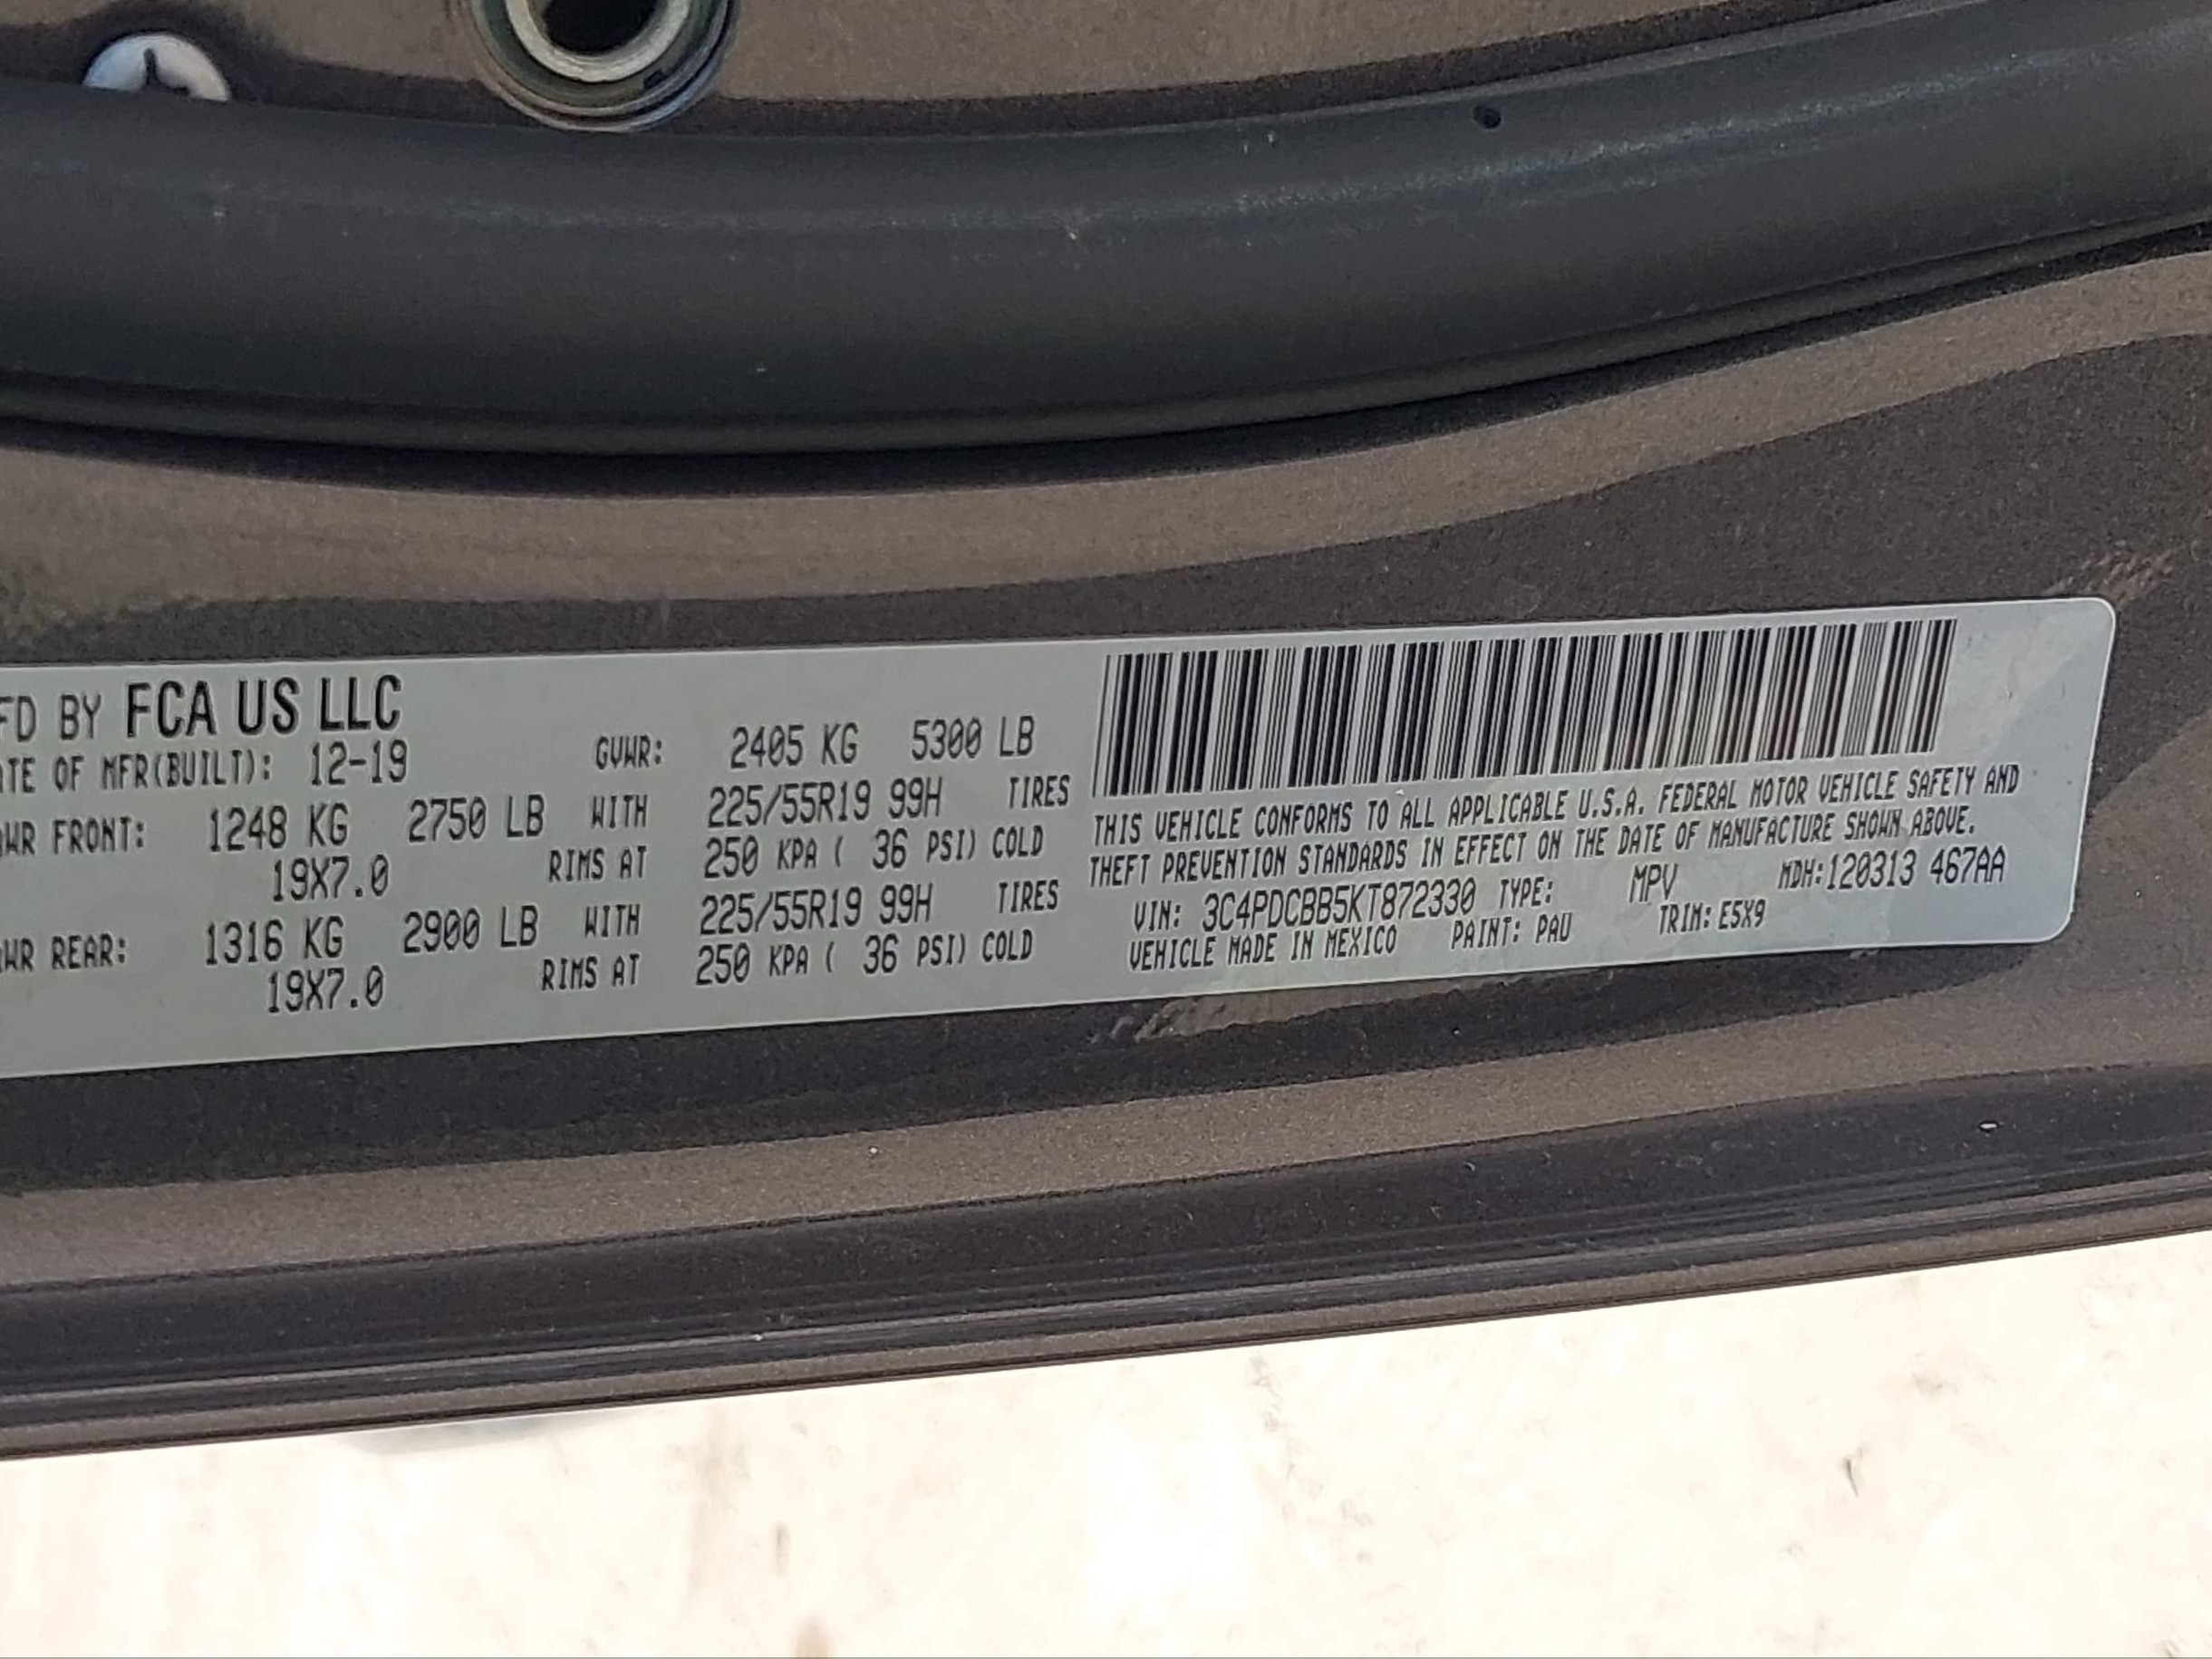 FD BY FCA US LLC
ATE OF MFR(BUILT): 12-19 GVWR: 2405 KG 5300 LB
AWR FRONT: 1248 KG 2750 LB WITH 225/55R19 99H TIRES
19X7.0 RIMS AT 250 KPA ( 36 PSI) COLD
AWR REAR: 1316 KG 2900 LB WITH 225/55R19 99H TIRES
19X7.0 RIMS AT 250 KPA ( 36 PSI) COLD
THIS VEHICLE CONFORMS TO ALL APPLICABLE U.S.A. FEDERAL MOTOR VEHICLE SAFETY AND
THEFT PREVENTION STANDARDS IN EFFECT ON THE DATE OF MANUFACTURE SHOWN ABOVE.
VIN: 3C4PDCBB5KT872330 TYPE: MPV MDH:120313 467AA
VEHICLE MADE IN MEXICO PAINT: PAU TRIM: E5X9